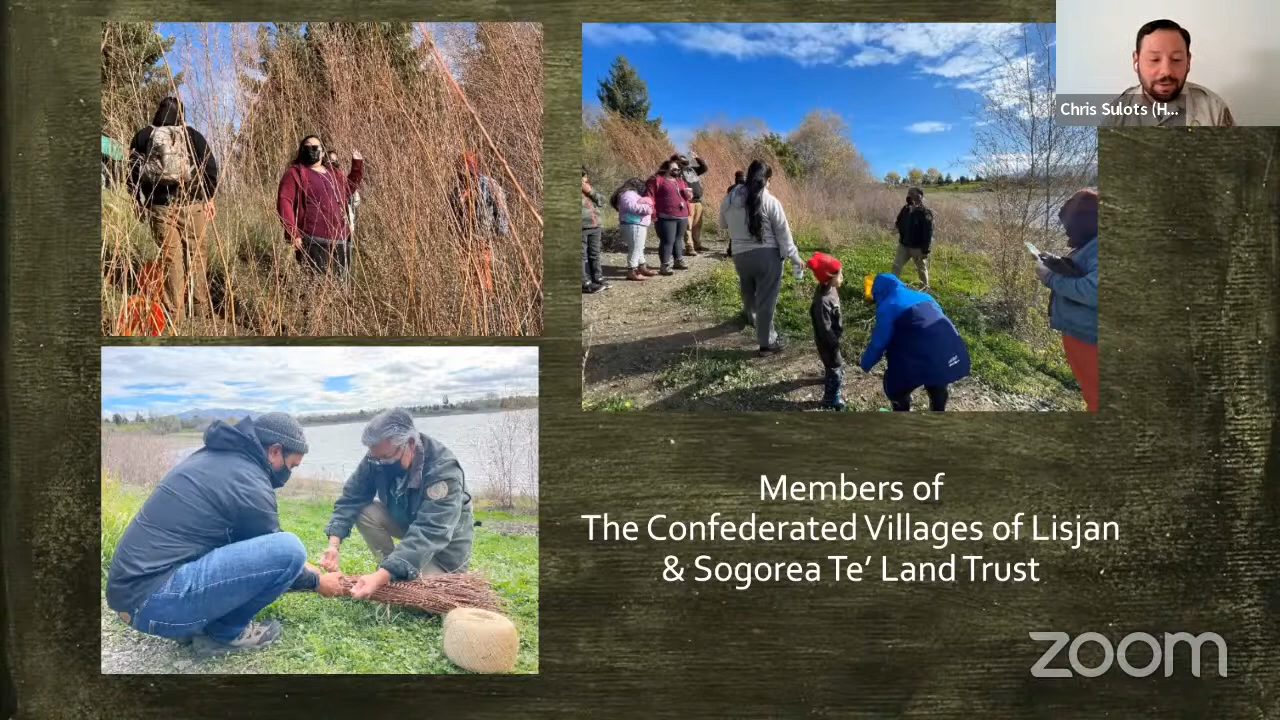 Chris Sulots (H...
Members of
The Confederated Villages of Lisjan
& Sogorea Te’ Land Trust
zoom